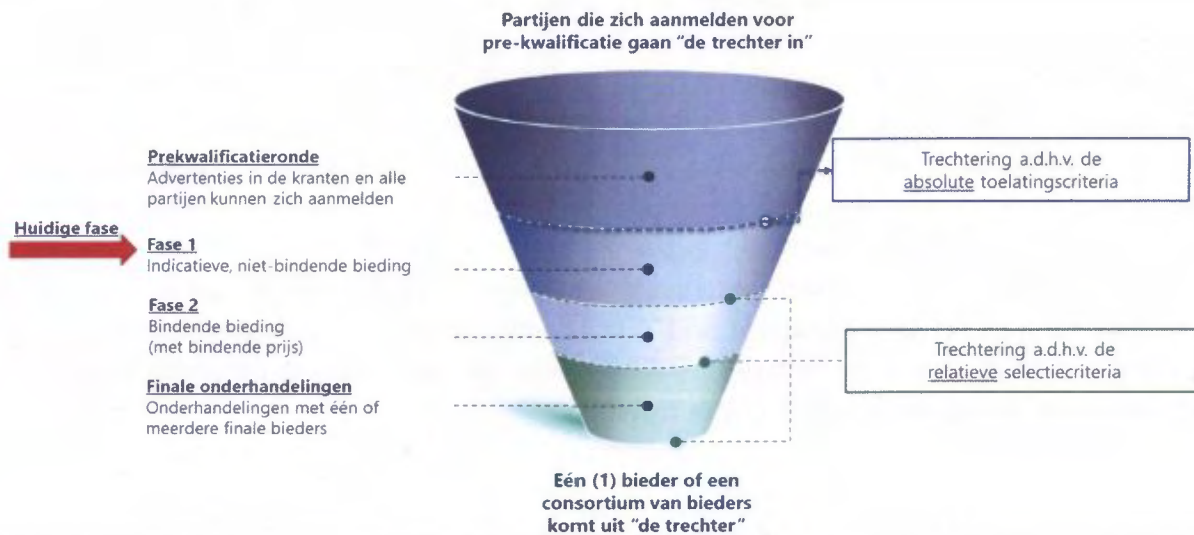 Partijen die zich aanmelden voor
pre-kwalificatie gaan “de trechter in”
Prekwalificatieronde
Advertenties in de kranten en alle
partijen kunnen zich aanmelden
Trechtering a.d.h.v. de
absolute toelatingscriteria
Huidige fase
Fase 1
Indicatieve, niet-bindende bieding
Fase 2
Bindende bieding
(met bindende prijs)
Trechtering a.d.h.v. de
relatieve selectiecriteria
Finale onderhandelingen
Onderhandelingen met één of
meerdere finale bieders
Eén (1) bieder of een
consortium van bieders
komt uit “de trechter”